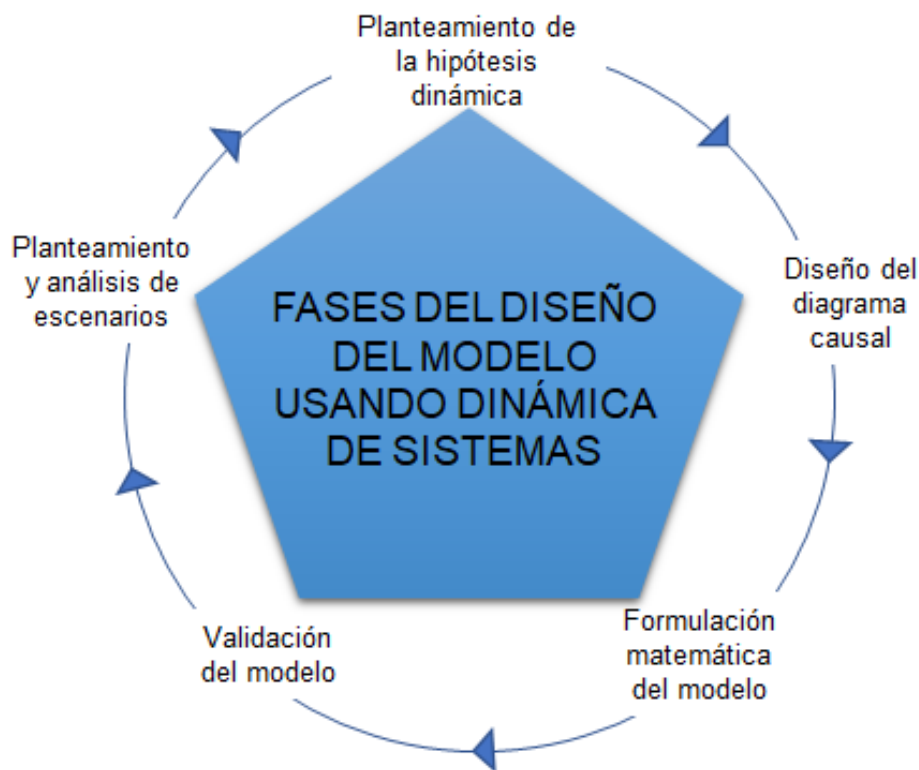 Planteamiento de
la hipótesis
dinámica
Diseño del
diagrama
causal
Formulación
matemática
del modelo
Validación
del modelo
Planteamiento
y análisis de
escenarios
FASES DEL DISEÑO
DEL MODELO
USANDO DINÁMICA
DE SISTEMAS